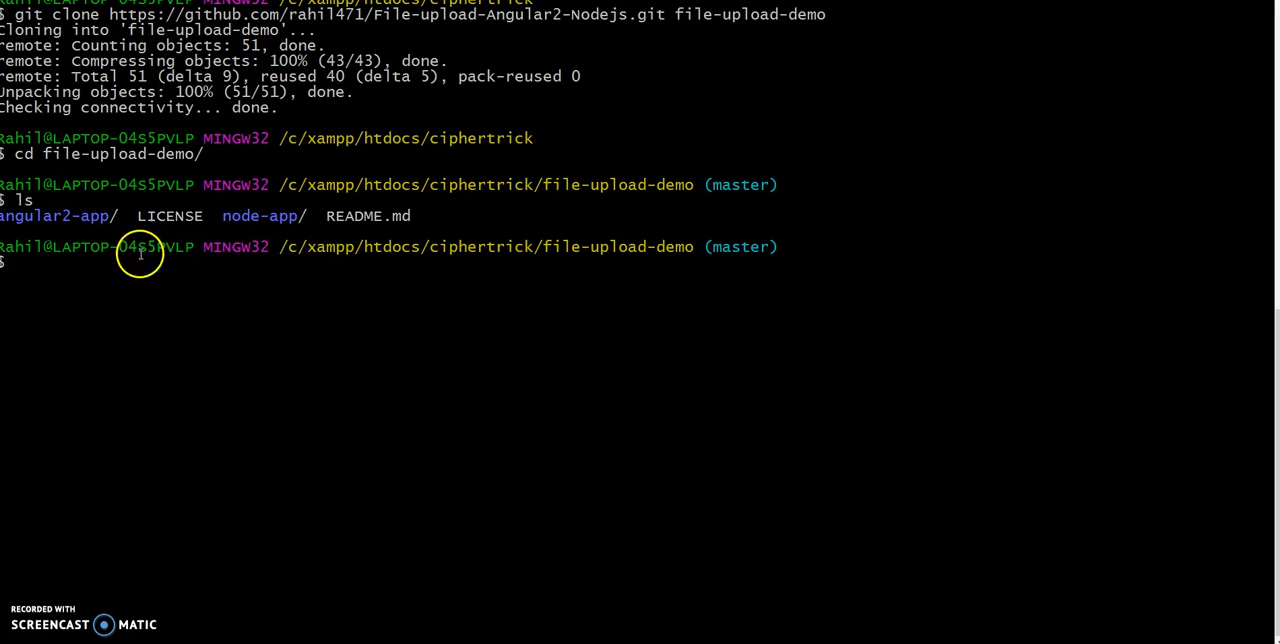 $ git clone https://github.com/rahil471/File-upload-Angular2-Nodejs.git file-upload-demo
Cloning into 'file-upload-demo'...
remote: Counting objects: 51, done.
remote: Compressing objects: 100% (43/43), done.
remote: Total 51 (delta 9), reused 40 (delta 5), pack-reused 0
Unpacking objects: 100% (51/51), done.
Checking connectivity... done.
Rahil@LAPTOP-04S5PVLP MINGW32 /c/xampp/htdocs/ciphertrick
$ cd file-upload-demo/
Rahil@LAPTOP-04S5PVLP MINGW32 /c/xampp/htdocs/ciphertrick/file-upload-demo (master)
$ ls
angular2-app/ LICENSE node-app/ README.md
Rahil@LAPTOP-04S5PVLP MINGW32 /c/xampp/htdocs/ciphertrick/file-upload-demo (master)
$
RECORDED WITH
SCREENCAST MATIC